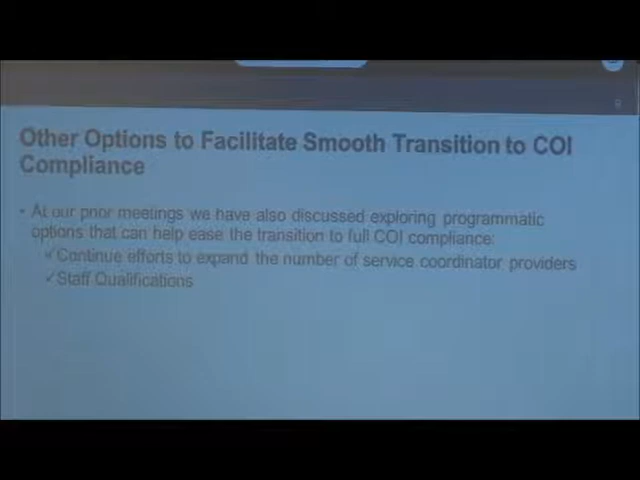 9
Other Options to Facilitate Smooth Transition to COI
Compliance
• At our prior meetings we have also discussed exploring programmatic
options that can help ease the transition to full COI compliance:
✓Continue efforts to expand the number of service coordinator providers
✓Staff Qualifications